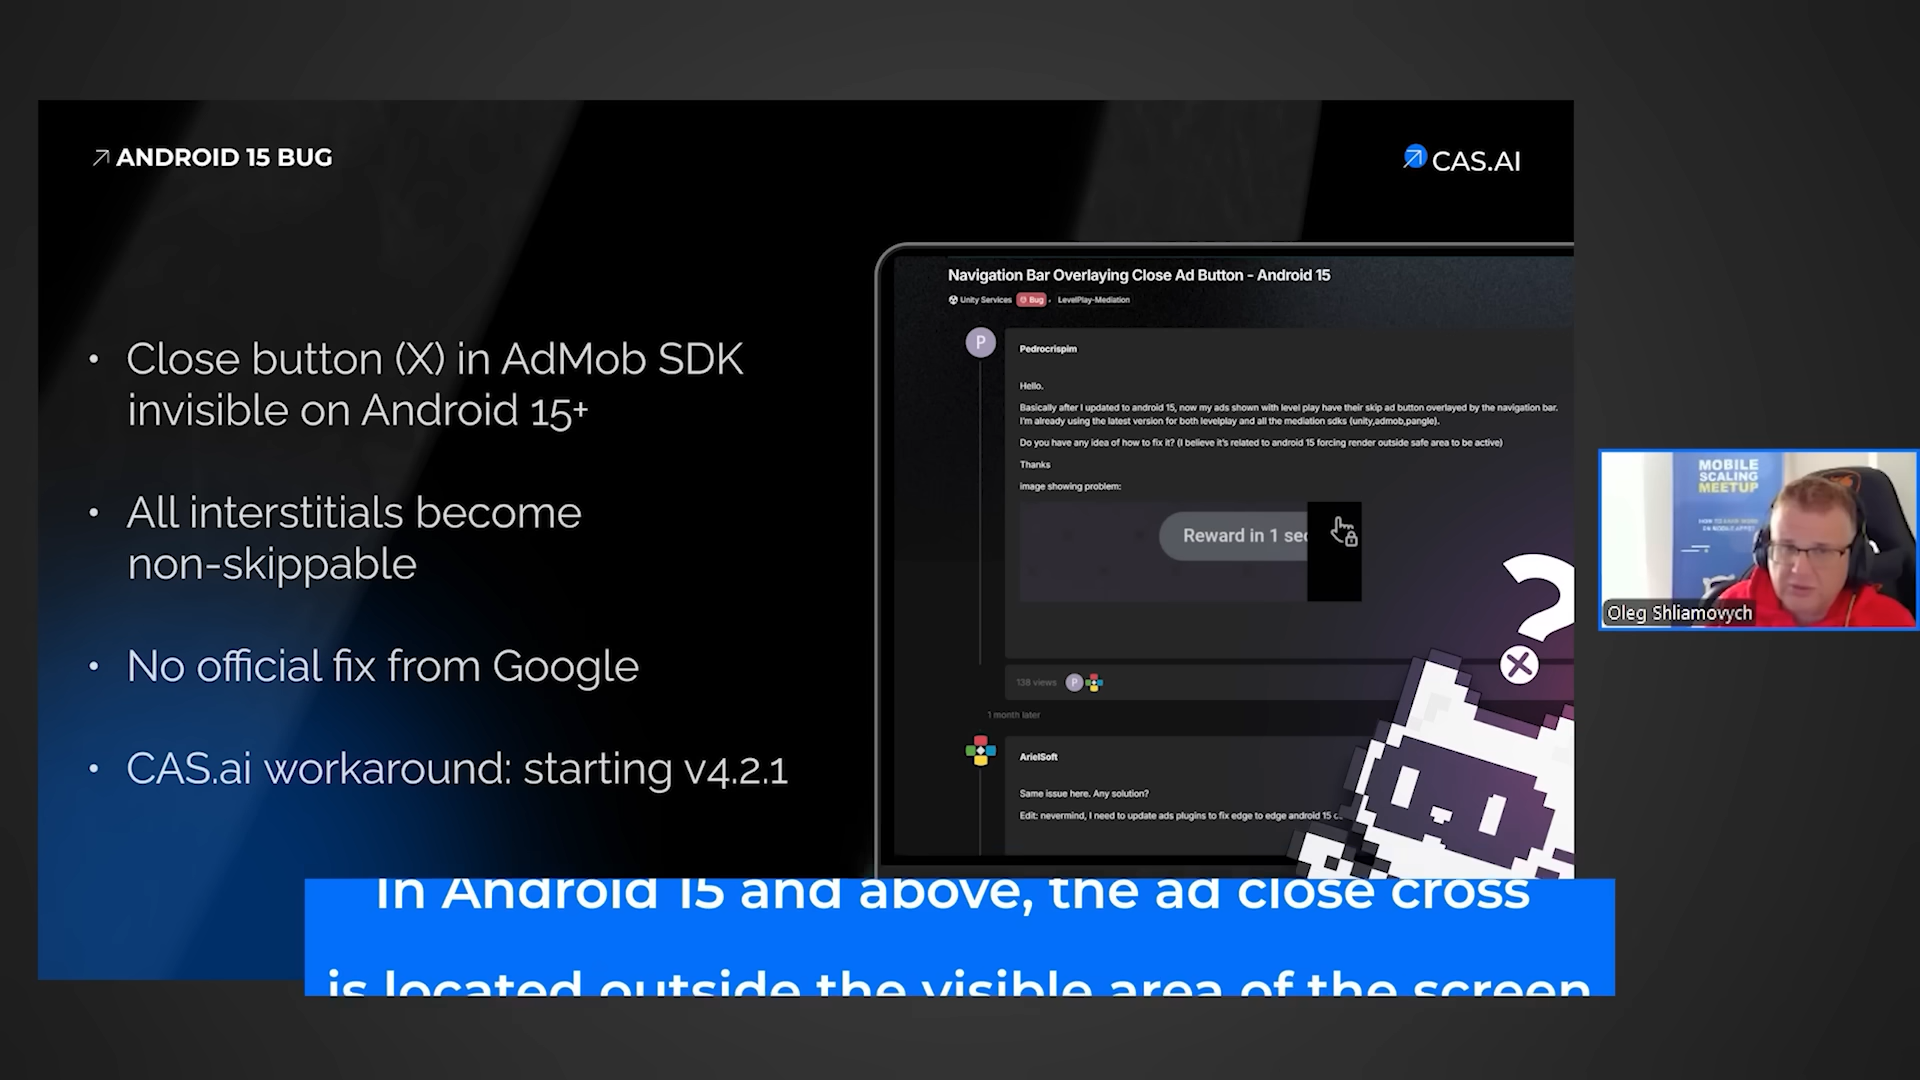 ANDROID 15 BUG
CAS.AI
Close button (X) in AdMob SDK
invisible on Android 15+
All interstitials become
non-skippable
No official fix from Google
CAS.ai workaround: starting v4.2.1
Navigation Bar Overlaying Close Ad Button - Android 15
Unity Services Bug, LevelPlay-Mediation
P
Pedrocrispim
Hello.
Basically after I updated to android 15, now my ads shown with level play have their skip ad button overlayed by the navigation bar.
I'm already using the latest version for both levelplay and all the mediation sdks (unity,admob,pangle).
Do you have any idea of how to fix it? (I believe it's related to android 15 forcing render outside safe area to be active)
Thanks
image showing problem:
Reward in 1 sec
138 views P
1 month later
ArielSoft
Same issue here. Any solution?
Edit: nevermind, I need to update ads plugins to fix edge to edge android 15
?
MOBILE
SCALING
MEETUP
Oleg Shliamovych
In Android 15 and above, the ad close cross
is located outside the visible area of the screen